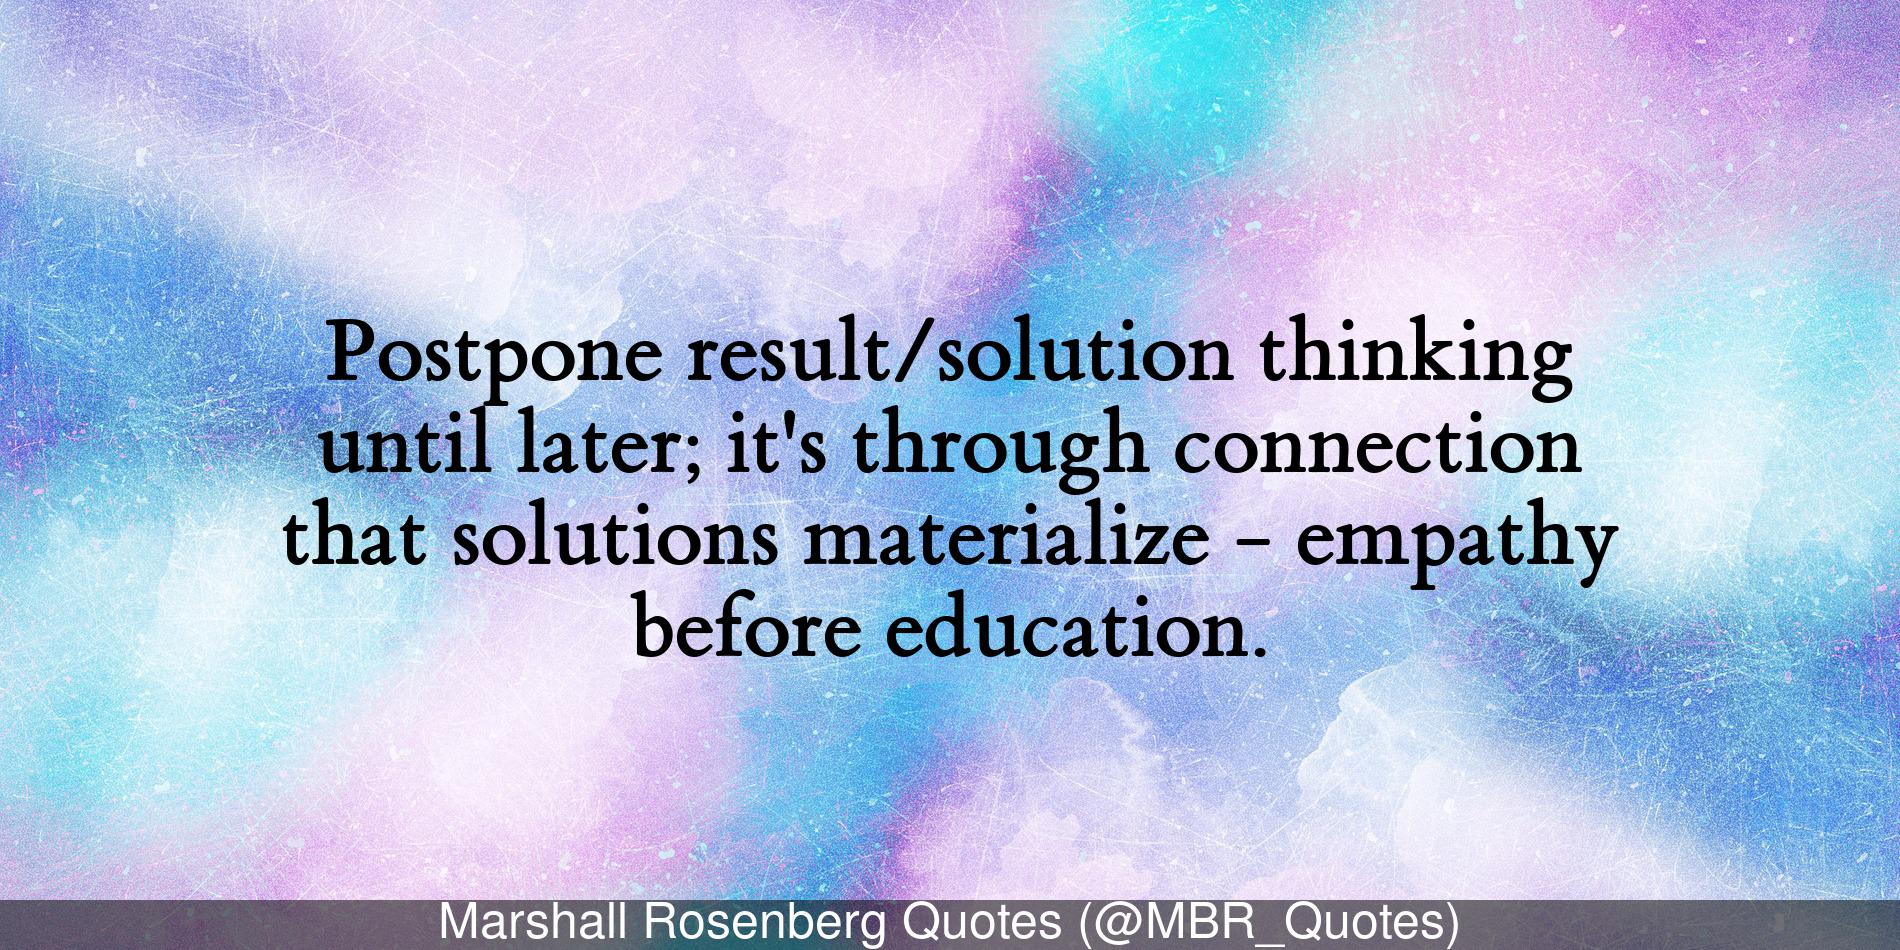 Postpone result/solution thinking
until later; it's through connection
that solutions materialize - empathy
before education.
Marshall Rosenberg Quotes (@MBR_Quotes)